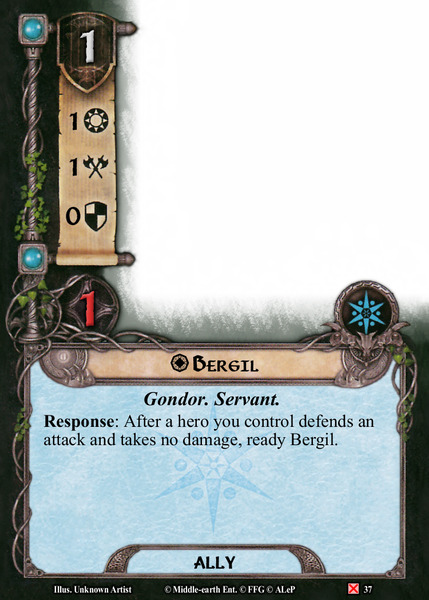 1
1
1
0
1
Bergil
Gondor. Servant.
Response: After a hero you control defends an
attack and takes no damage, ready Bergil.
ALLY
Illus. Unknown Artist © Middle-earth Ent. © FFG © ALeP 37